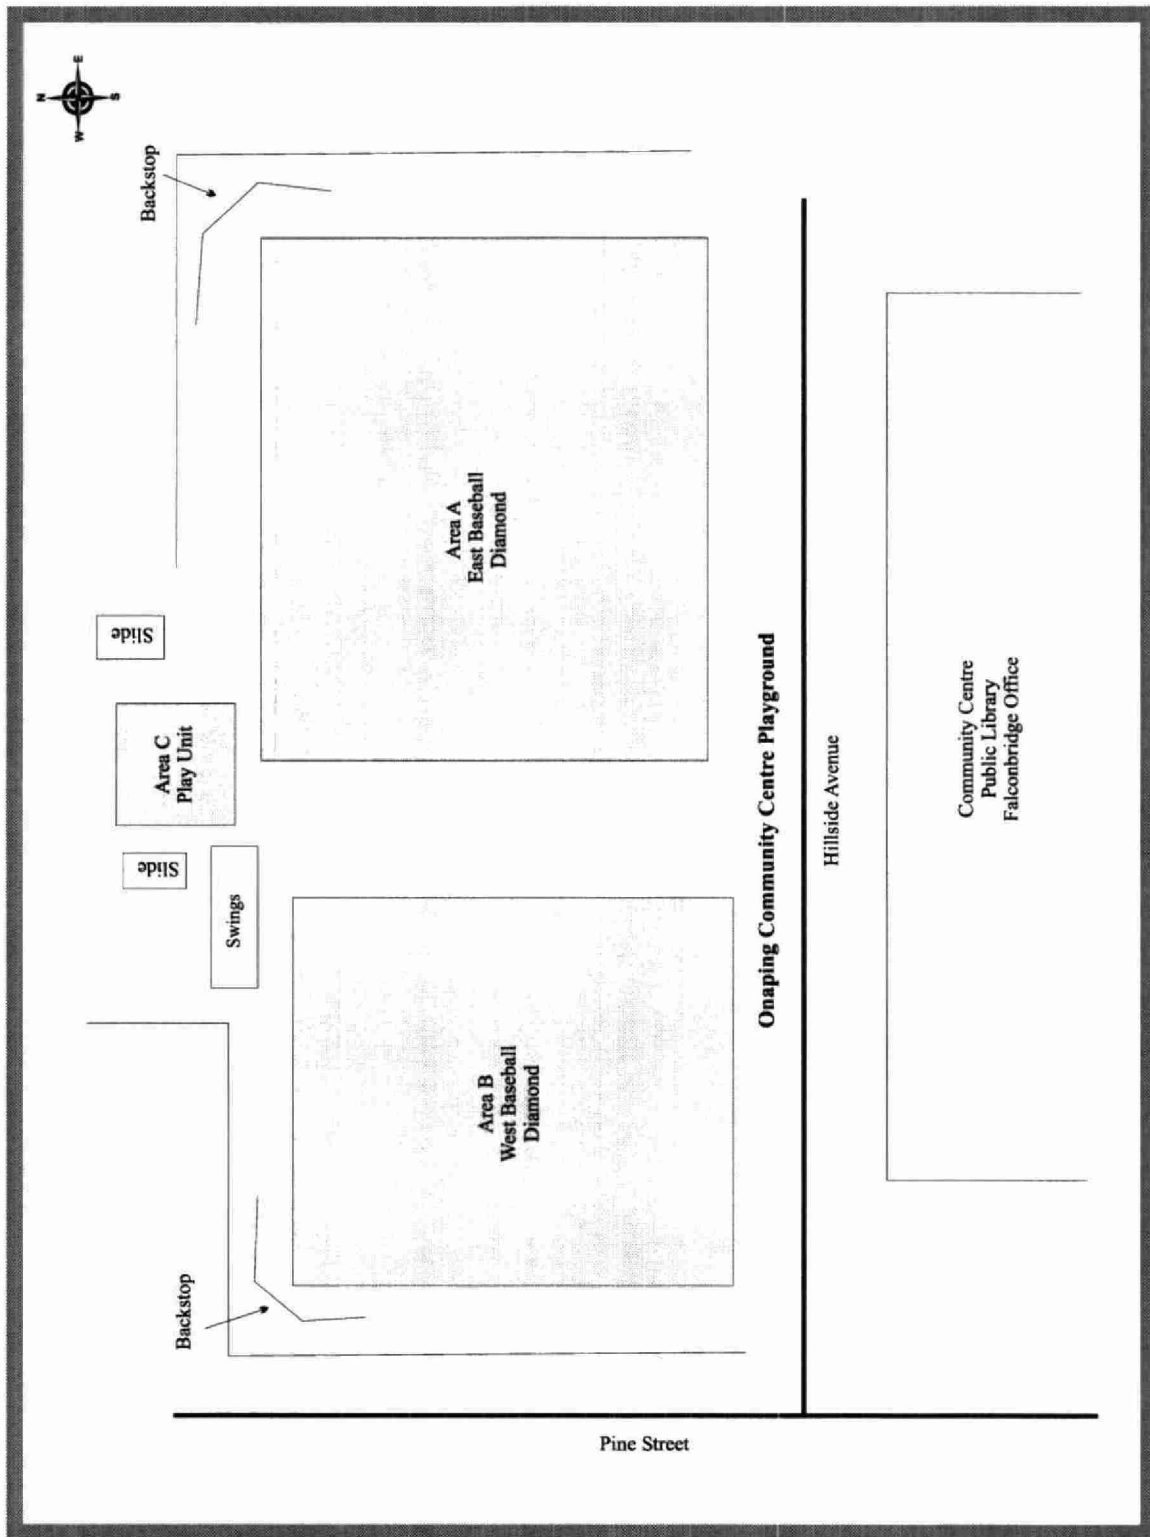 N
E
S
W
Backstop
Slide
Area C
Play Unit
Slide
Swings
Area A
East Baseball
Diamond
Area B
West Baseball
Diamond
Backstop
Onaping Community Centre Playground
Hillside Avenue
Community Centre
Public Library
Falconbridge Office
Pine Street